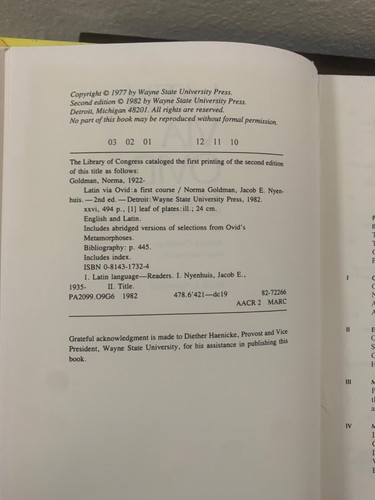 Copyright © 1977 by Wayne State University Press.
Second edition © 1982 by Wayne State University Press.
Detroit, Michigan 48201. All rights are reserved.
No part of this book may be reproduced without formal permission.
03 02 01 12 11 10
The Library of Congress cataloged the first printing of the second edition
of this title as follows:
Goldman, Norma, 1922-
Latin via Ovid: a first course / Norma Goldman, Jacob E. Nyen-
huis. — 2nd ed. — Detroit: Wayne State University Press, 1982.
xxvi, 494 p., [1] leaf of plates: ill.; 24 cm.
English and Latin.
Includes abridged versions of selections from Ovid's
Metamorphoses.
Bibliography: p. 445.
Includes index.
ISBN 0-8143-1732-4
1. Latin language—Readers. I. Nyenhuis, Jacob E.,
1935- II. Title.
PA2099.O9G6 1982 478.6'421—dc19 82-72266
AACR 2 MARC
Grateful acknowledgment is made to Diether Haenicke, Provost and Vice
President, Wayne State University, for his assistance in publishing this
book.
I
II
III
IV